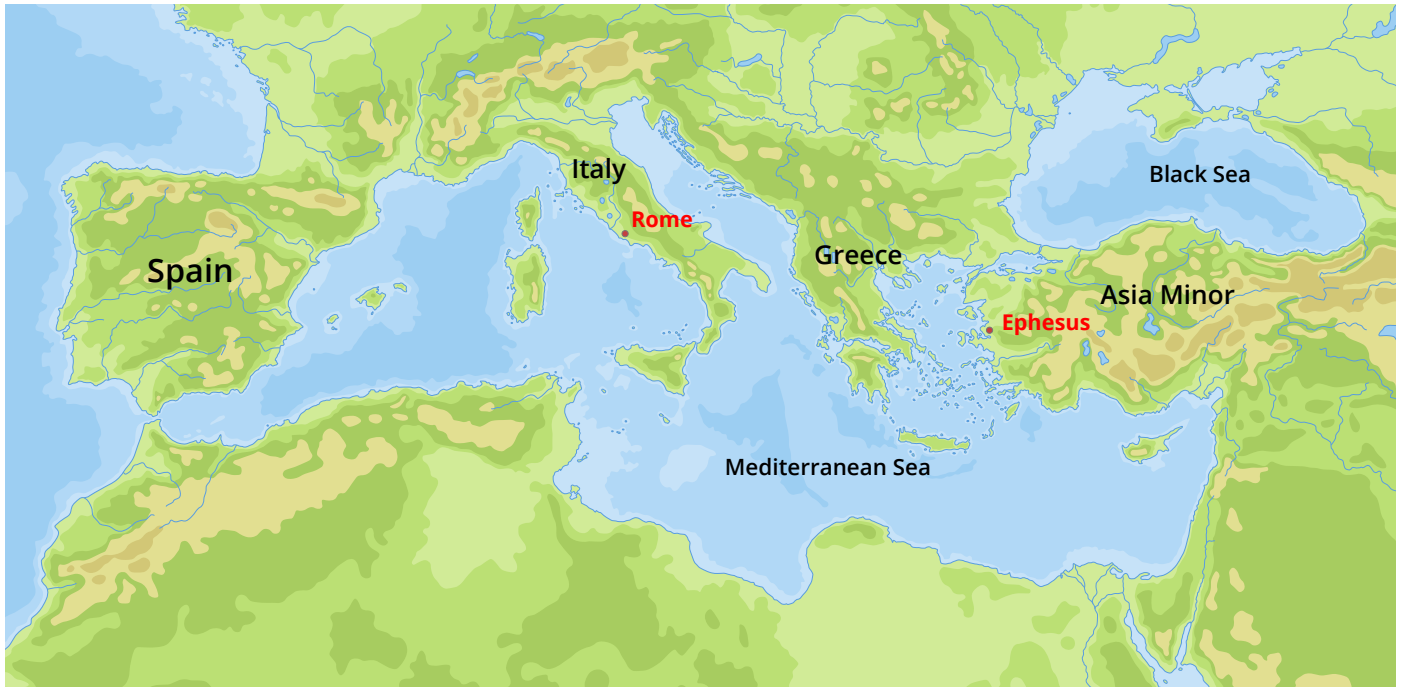 Italy
Black Sea
Rome
Greece
Spain
Asia Minor
Ephesus
Mediterranean Sea